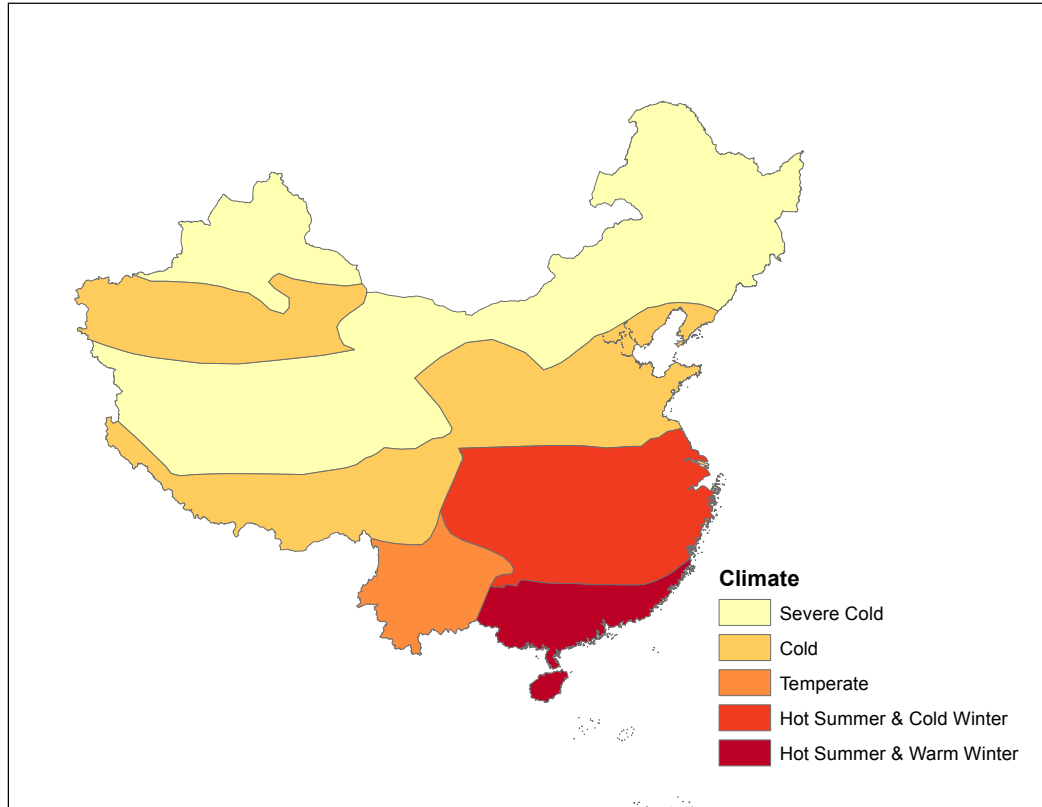 Climate
Severe Cold
Cold
Temperate
Hot Summer & Cold Winter
Hot Summer & Warm Winter